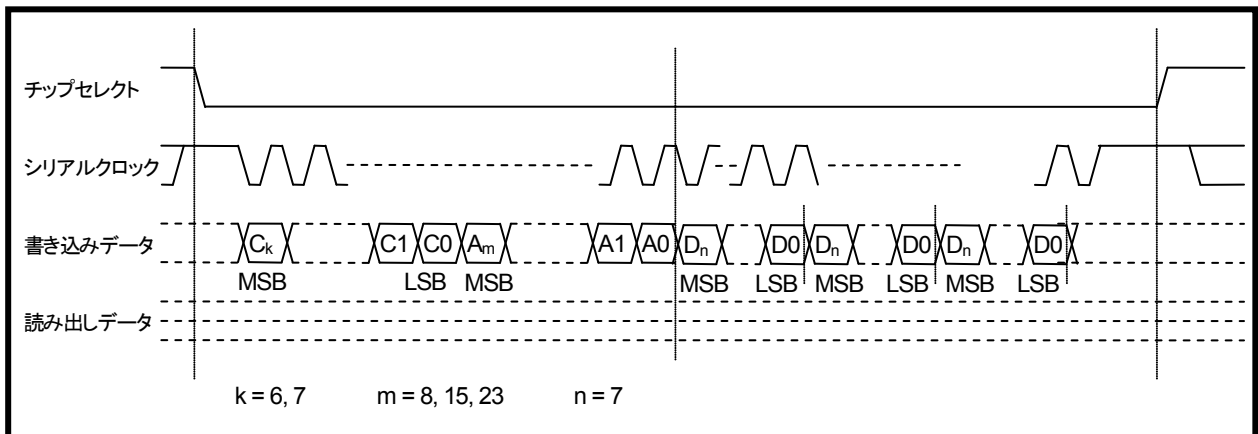 チップセレクト
シリアルクロック
書き込みデータ Ck C1 C0 Am A1 A0 Dn D0 Dn D0 Dn D0
MSB LSB MSB MSB LSB MSB LSB MSB LSB
読み出しデータ
k = 6, 7 m = 8, 15, 23 n = 7